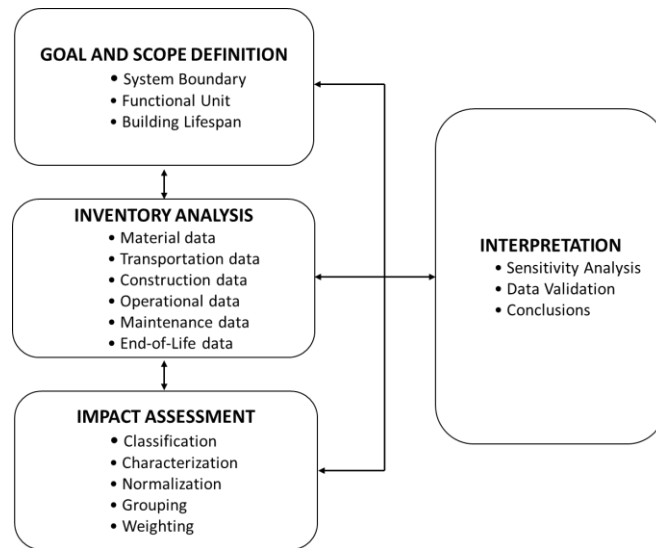 GOAL AND SCOPE DEFINITION
• System Boundary
• Functional Unit
• Building Lifespan
INVENTORY ANALYSIS
• Material data
• Transportation data
• Construction data
• Operational data
• Maintenance data
• End-of-Life data
IMPACT ASSESSMENT
• Classification
• Characterization
• Normalization
• Grouping
• Weighting
INTERPRETATION
• Sensitivity Analysis
• Data Validation
• Conclusions